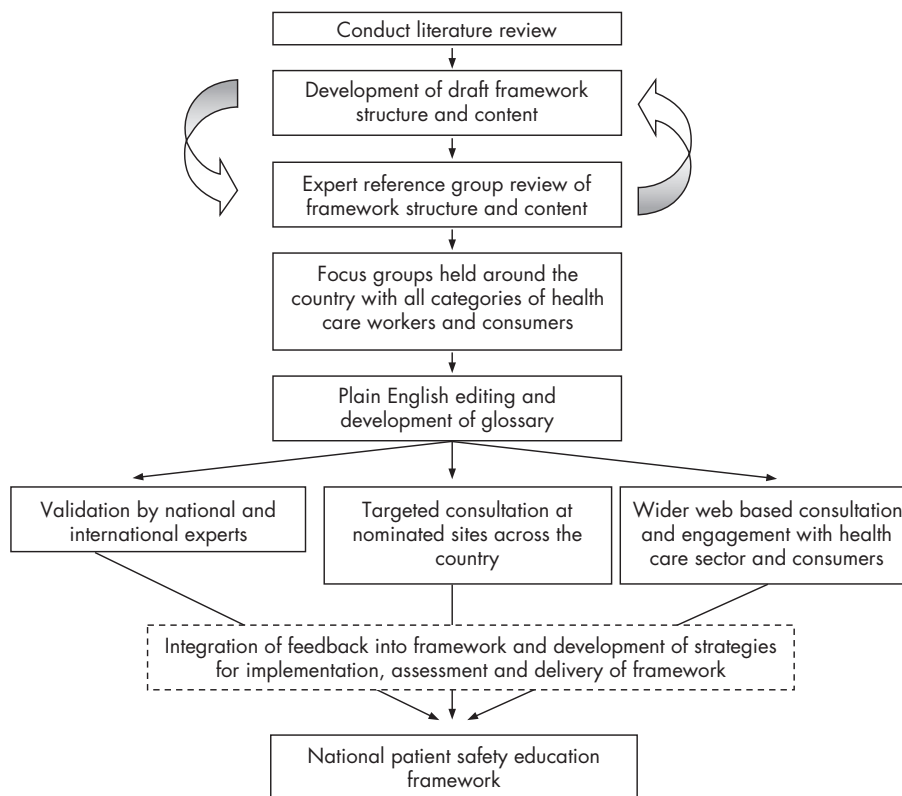 Conduct literature review
Development of draft framework
structure and content
Expert reference group review of
framework structure and content
Focus groups held around the
country with all categories of health
care workers and consumers
Plain English editing and
development of glossary
Validation by national and
international experts
Targeted consultation at
nominated sites across the
country
Wider web based consultation
and engagement with health
care sector and consumers
Integration of feedback into framework and development of strategies
for implementation, assessment and delivery of framework
National patient safety education
framework